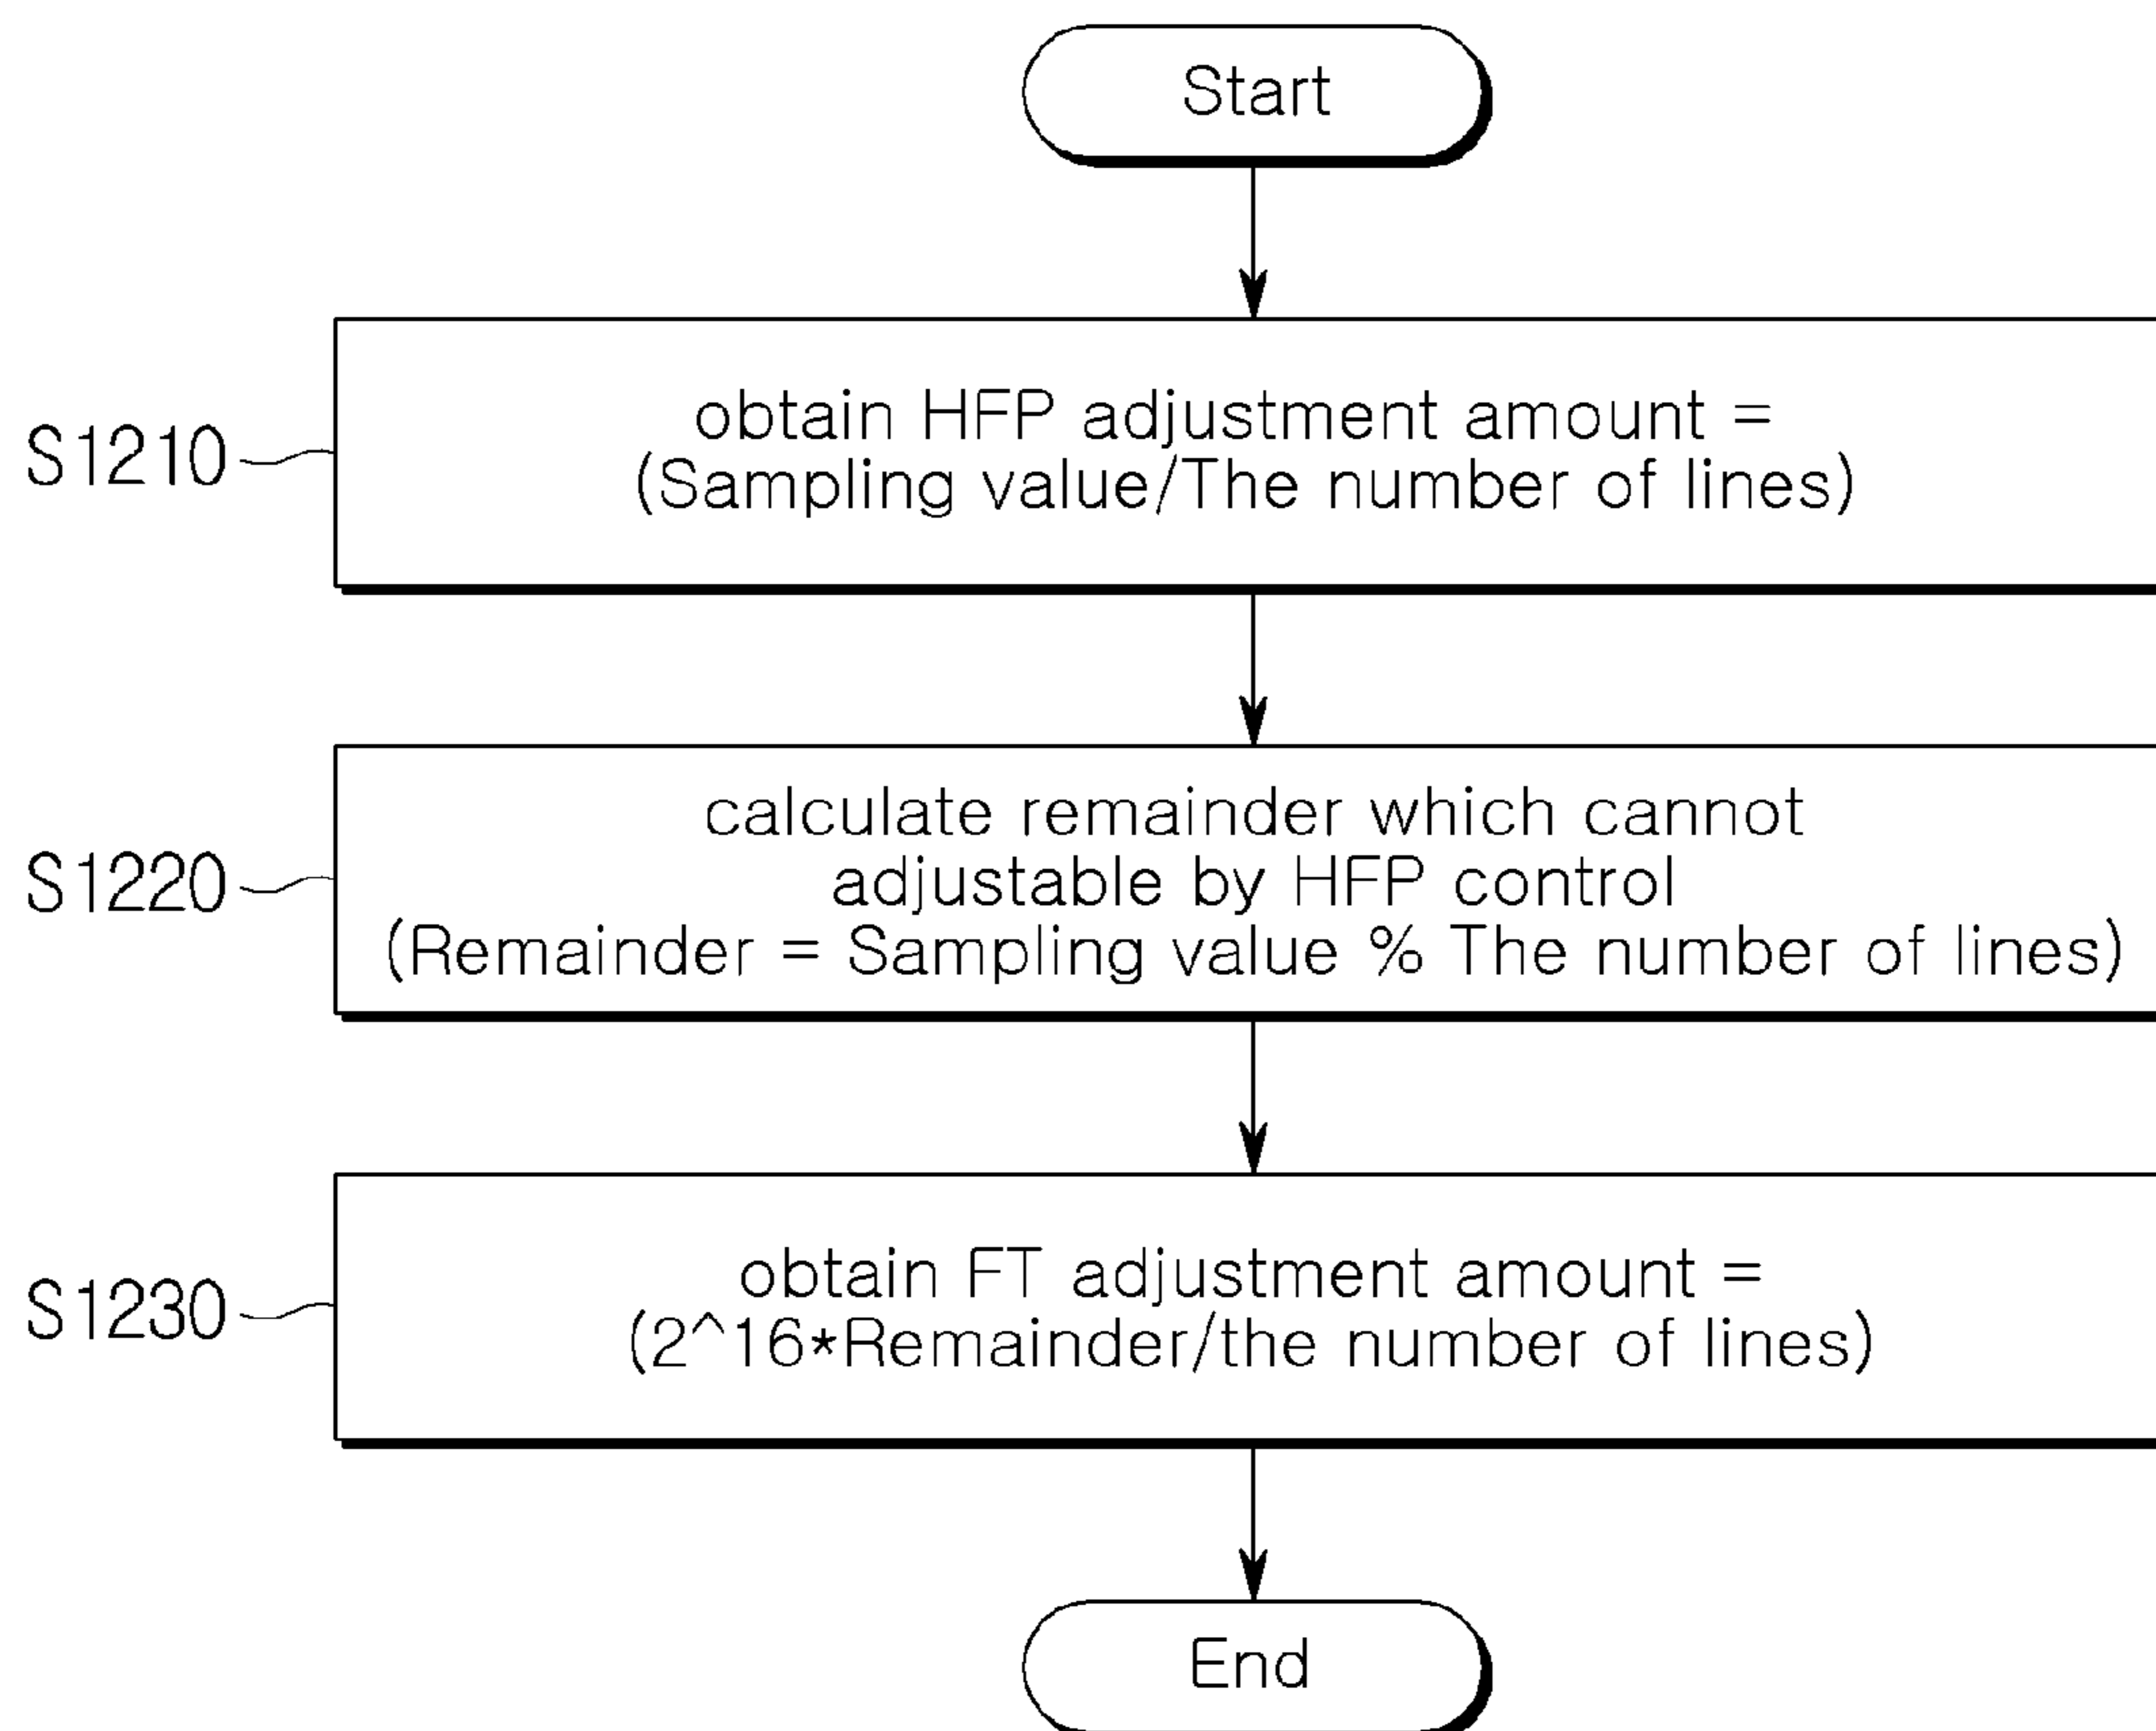 Start
S1210
obtain HFP adjustment amount =
(Sampling value/The number of lines)
S1220
calculate remainder which cannot
adjustable by HFP control
(Remainder = Sampling value % The number of lines)
S1230
obtain FT adjustment amount =
(2^16*Remainder/the number of lines)
End